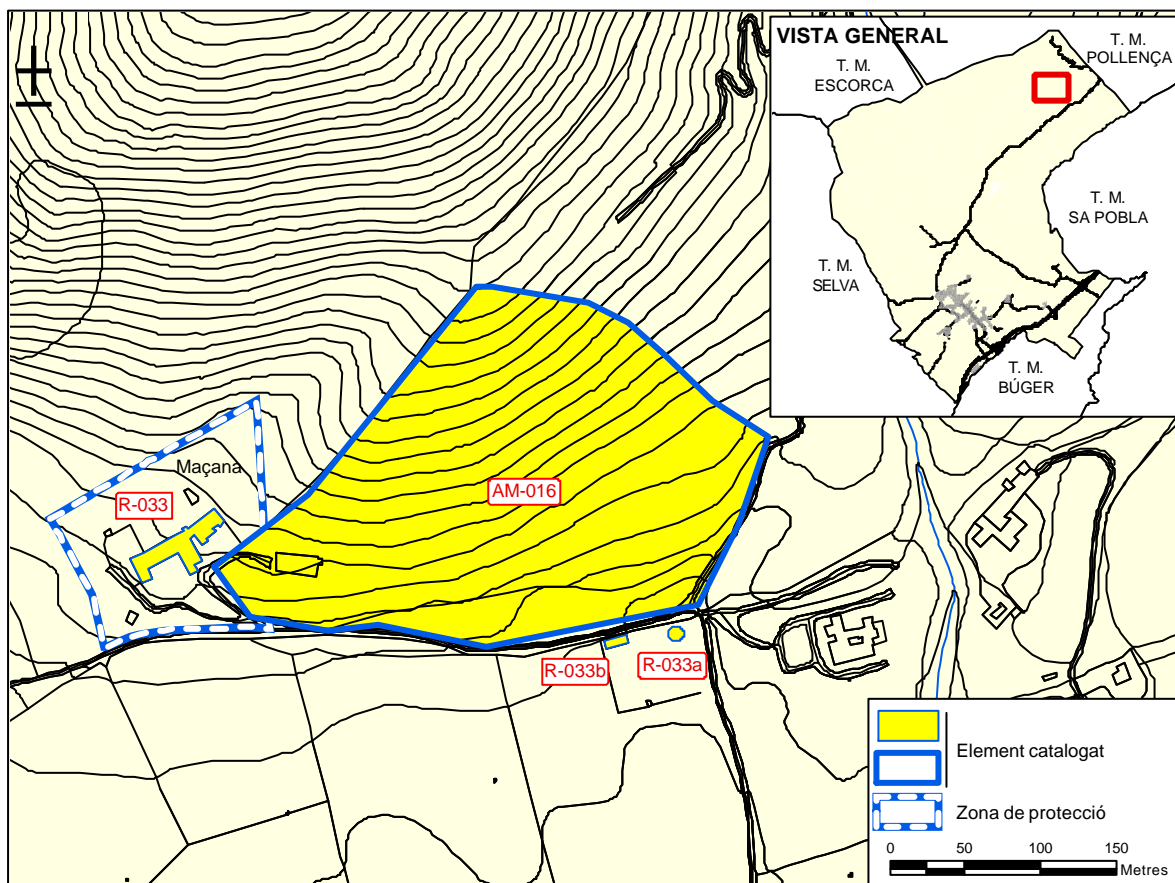 VISTA GENERAL
T. M.
POLLENÇA
T. M.
ESCORCA
T. M.
SA POBLA
T. M.
SELVA
T. M.
BÚGER
Maçana
R-033
AM-016
R-033b
R-033a
Element catalogat
Zona de protecció
0 50 100 150
Metres